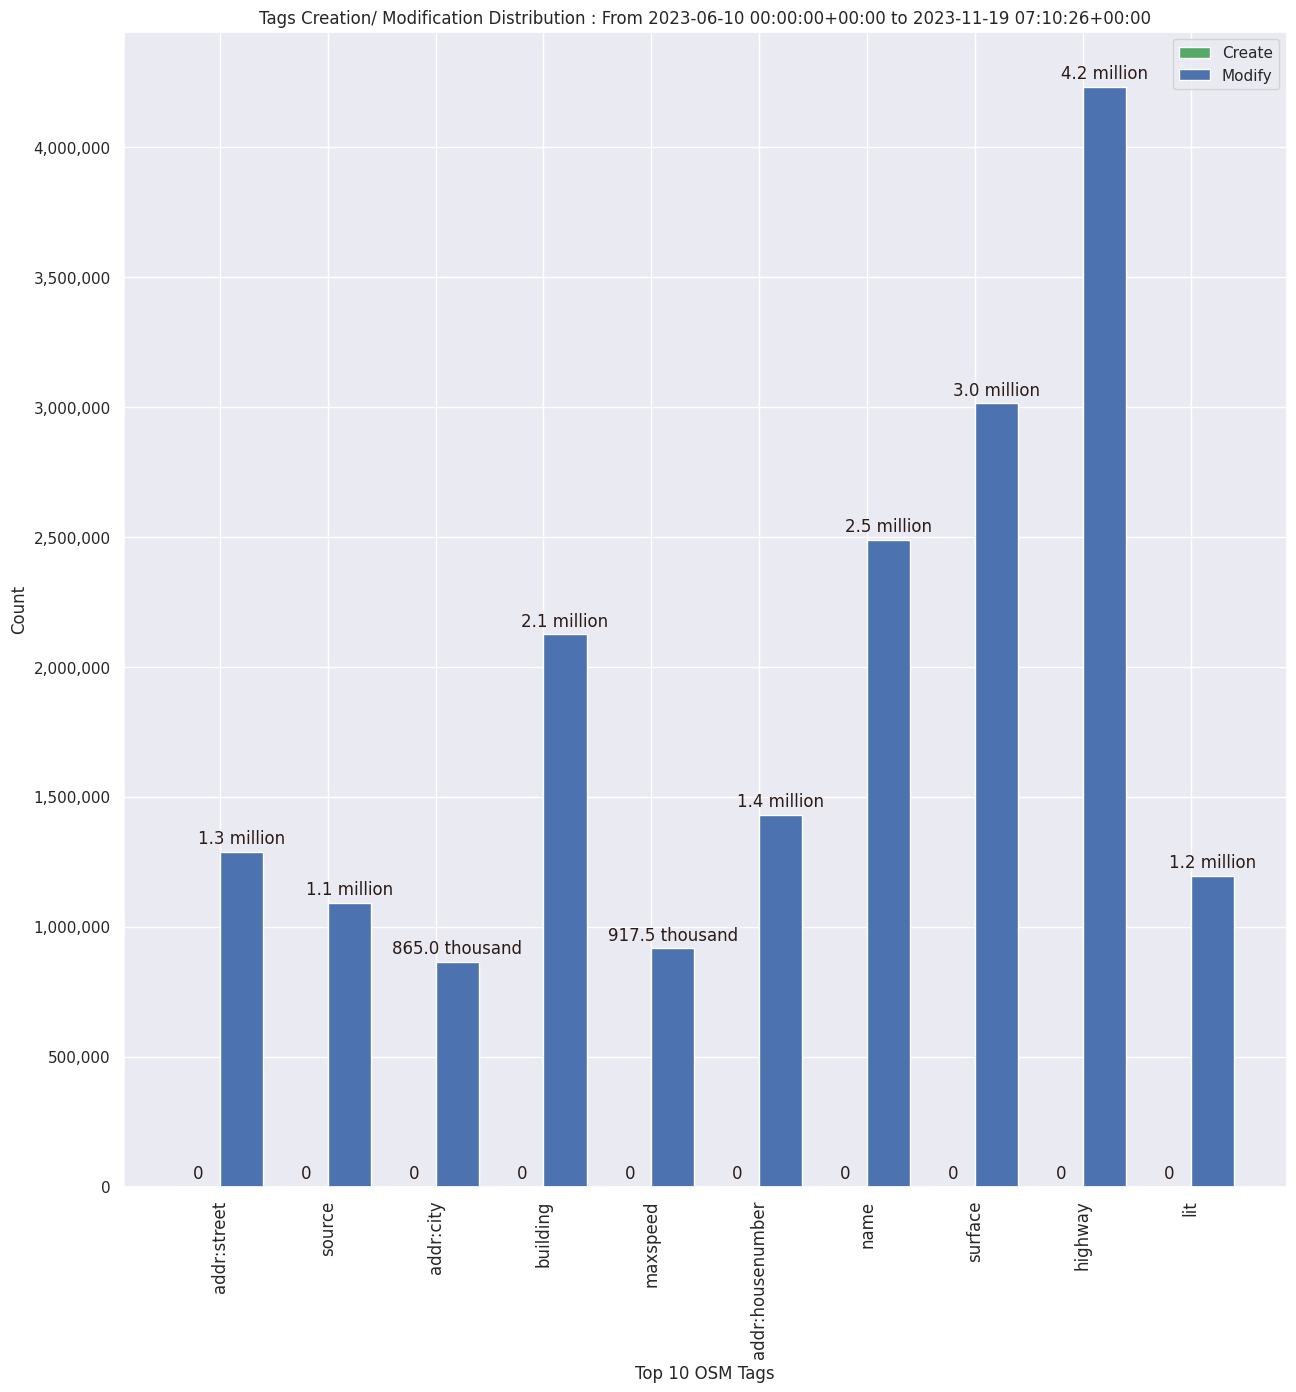 Tags Creation/ Modification Distribution : From 2023-06-10 00:00:00+00:00 to 2023-11-19 07:10:26+00:00
Create
Modify
4.2 million
4,000,000
3,500,000
3.0 million
3,000,000
2.5 million
2,500,000
2.1 million
2,000,000
1,500,000
1.4 million
1.3 million
1.2 million
1.1 million
1,000,000
917.5 thousand
865.0 thousand
500,000
0
0 0 0 0 0 0 0 0 0 0
Count
addr:street
source
addr:city
building
maxspeed
addr:housenumber
name
surface
highway
lit
Top 10 OSM Tags